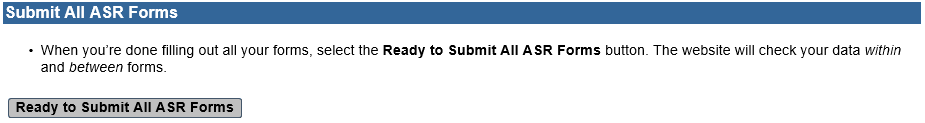 Submit All ASR Forms
• When you’re done filling out all your forms, select the Ready to Submit All ASR Forms button. The website will check your data within
and between forms.
Ready to Submit All ASR Forms